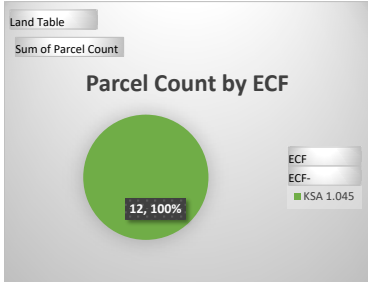 Land Table
Sum of Parcel Count
Parcel Count by ECF
12, 100%
ECF
ECF-
KSA 1.045